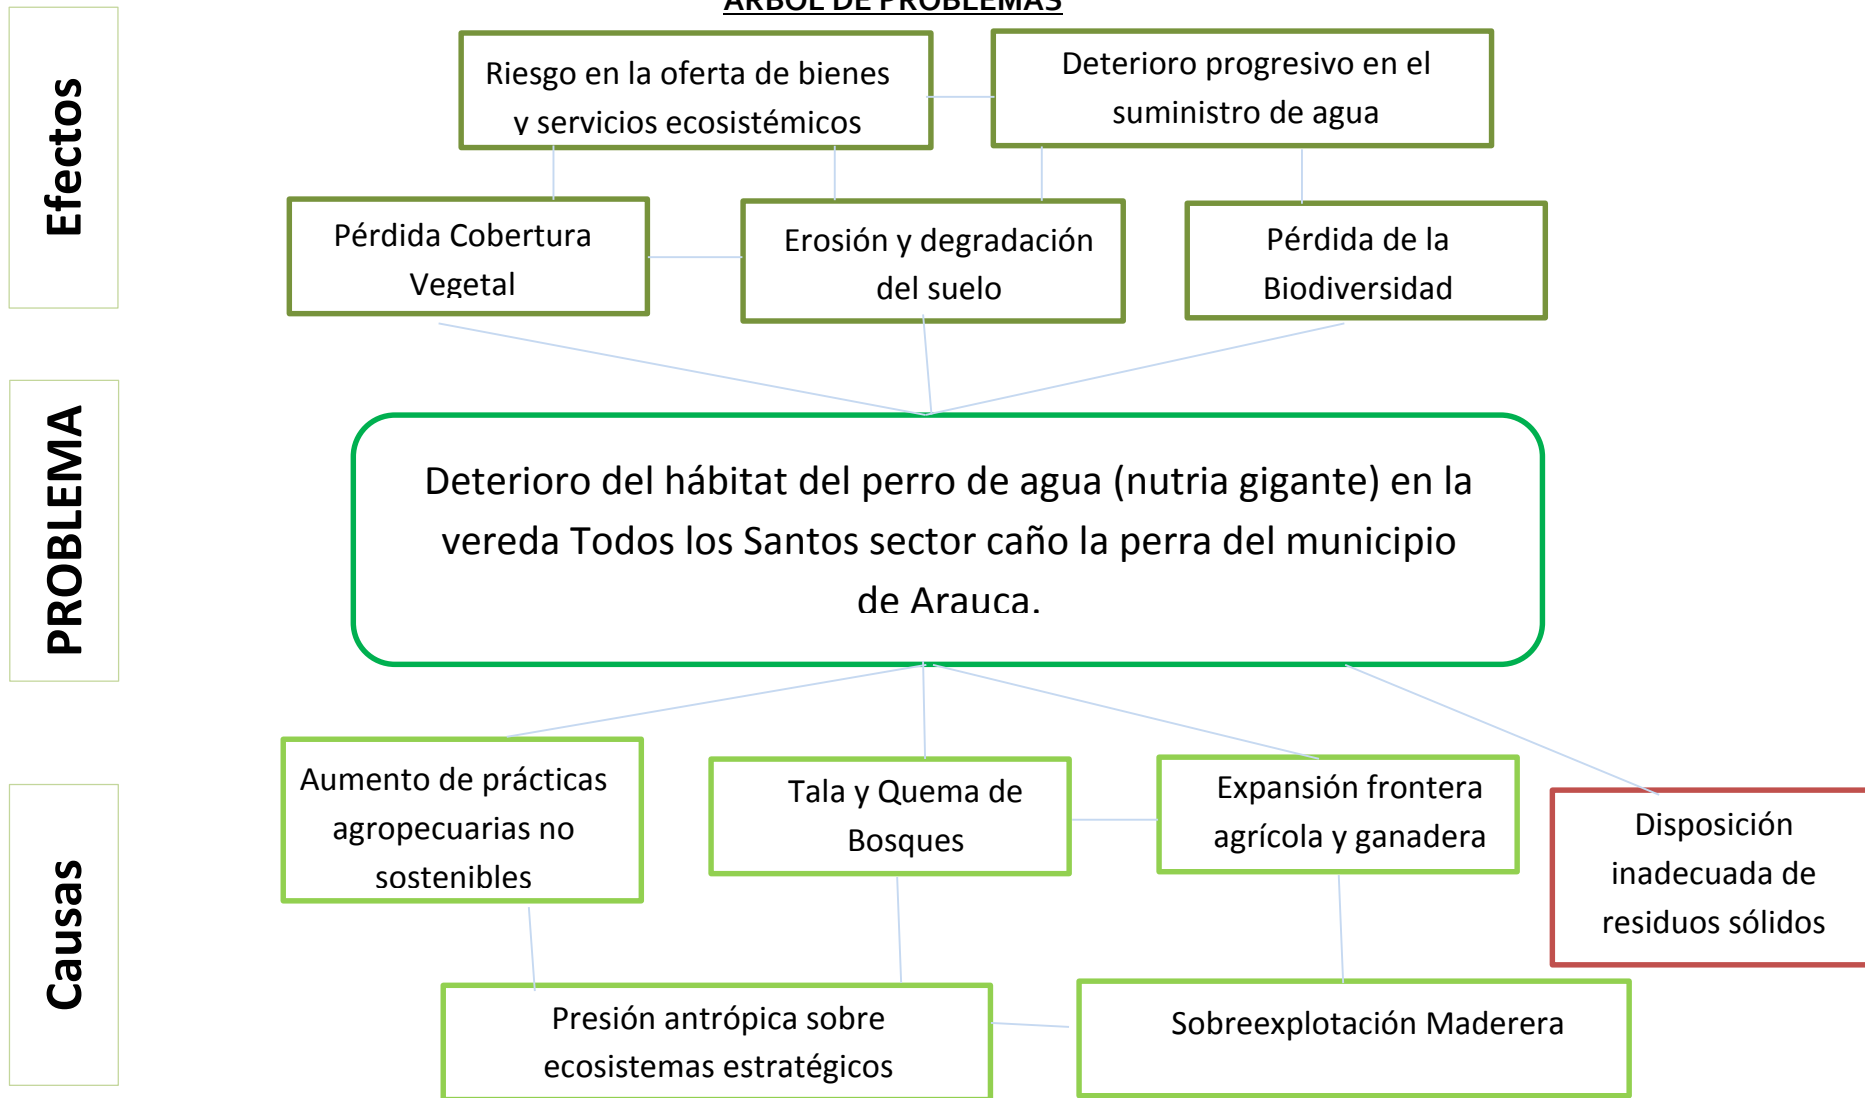 ARBOL DE PROBLEMAS
Efectos
Riesgo en la oferta de bienes
y servicios ecosistémicos
Deterioro progresivo en el
suministro de agua
Pérdida Cobertura
Vegetal
Erosión y degradación
del suelo
Pérdida de la
Biodiversidad
PROBLEMA
Deterioro del hábitat del perro de agua (nutria gigante) en la
vereda Todos los Santos sector caño la perra del municipio
de Arauca.
Causas
Aumento de prácticas
agropecuarias no
sostenibles
Tala y Quema de
Bosques
Expansión frontera
agrícola y ganadera
Disposición
inadecuada de
residuos sólidos
Presión antrópica sobre
ecosistemas estratégicos
Sobreexplotación Maderera